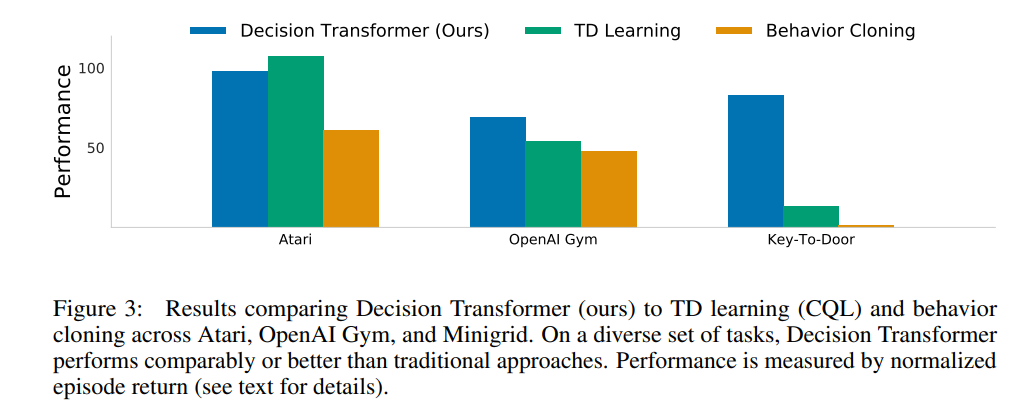 Decision Transformer (Ours) TD Learning Behavior Cloning
Performance
100
50
Atari OpenAI Gym Key-To-Door
Figure 3: Results comparing Decision Transformer (ours) to TD learning (CQL) and behavior
cloning across Atari, OpenAI Gym, and Minigrid. On a diverse set of tasks, Decision Transformer
performs comparably or better than traditional approaches. Performance is measured by normalized
episode return (see text for details).